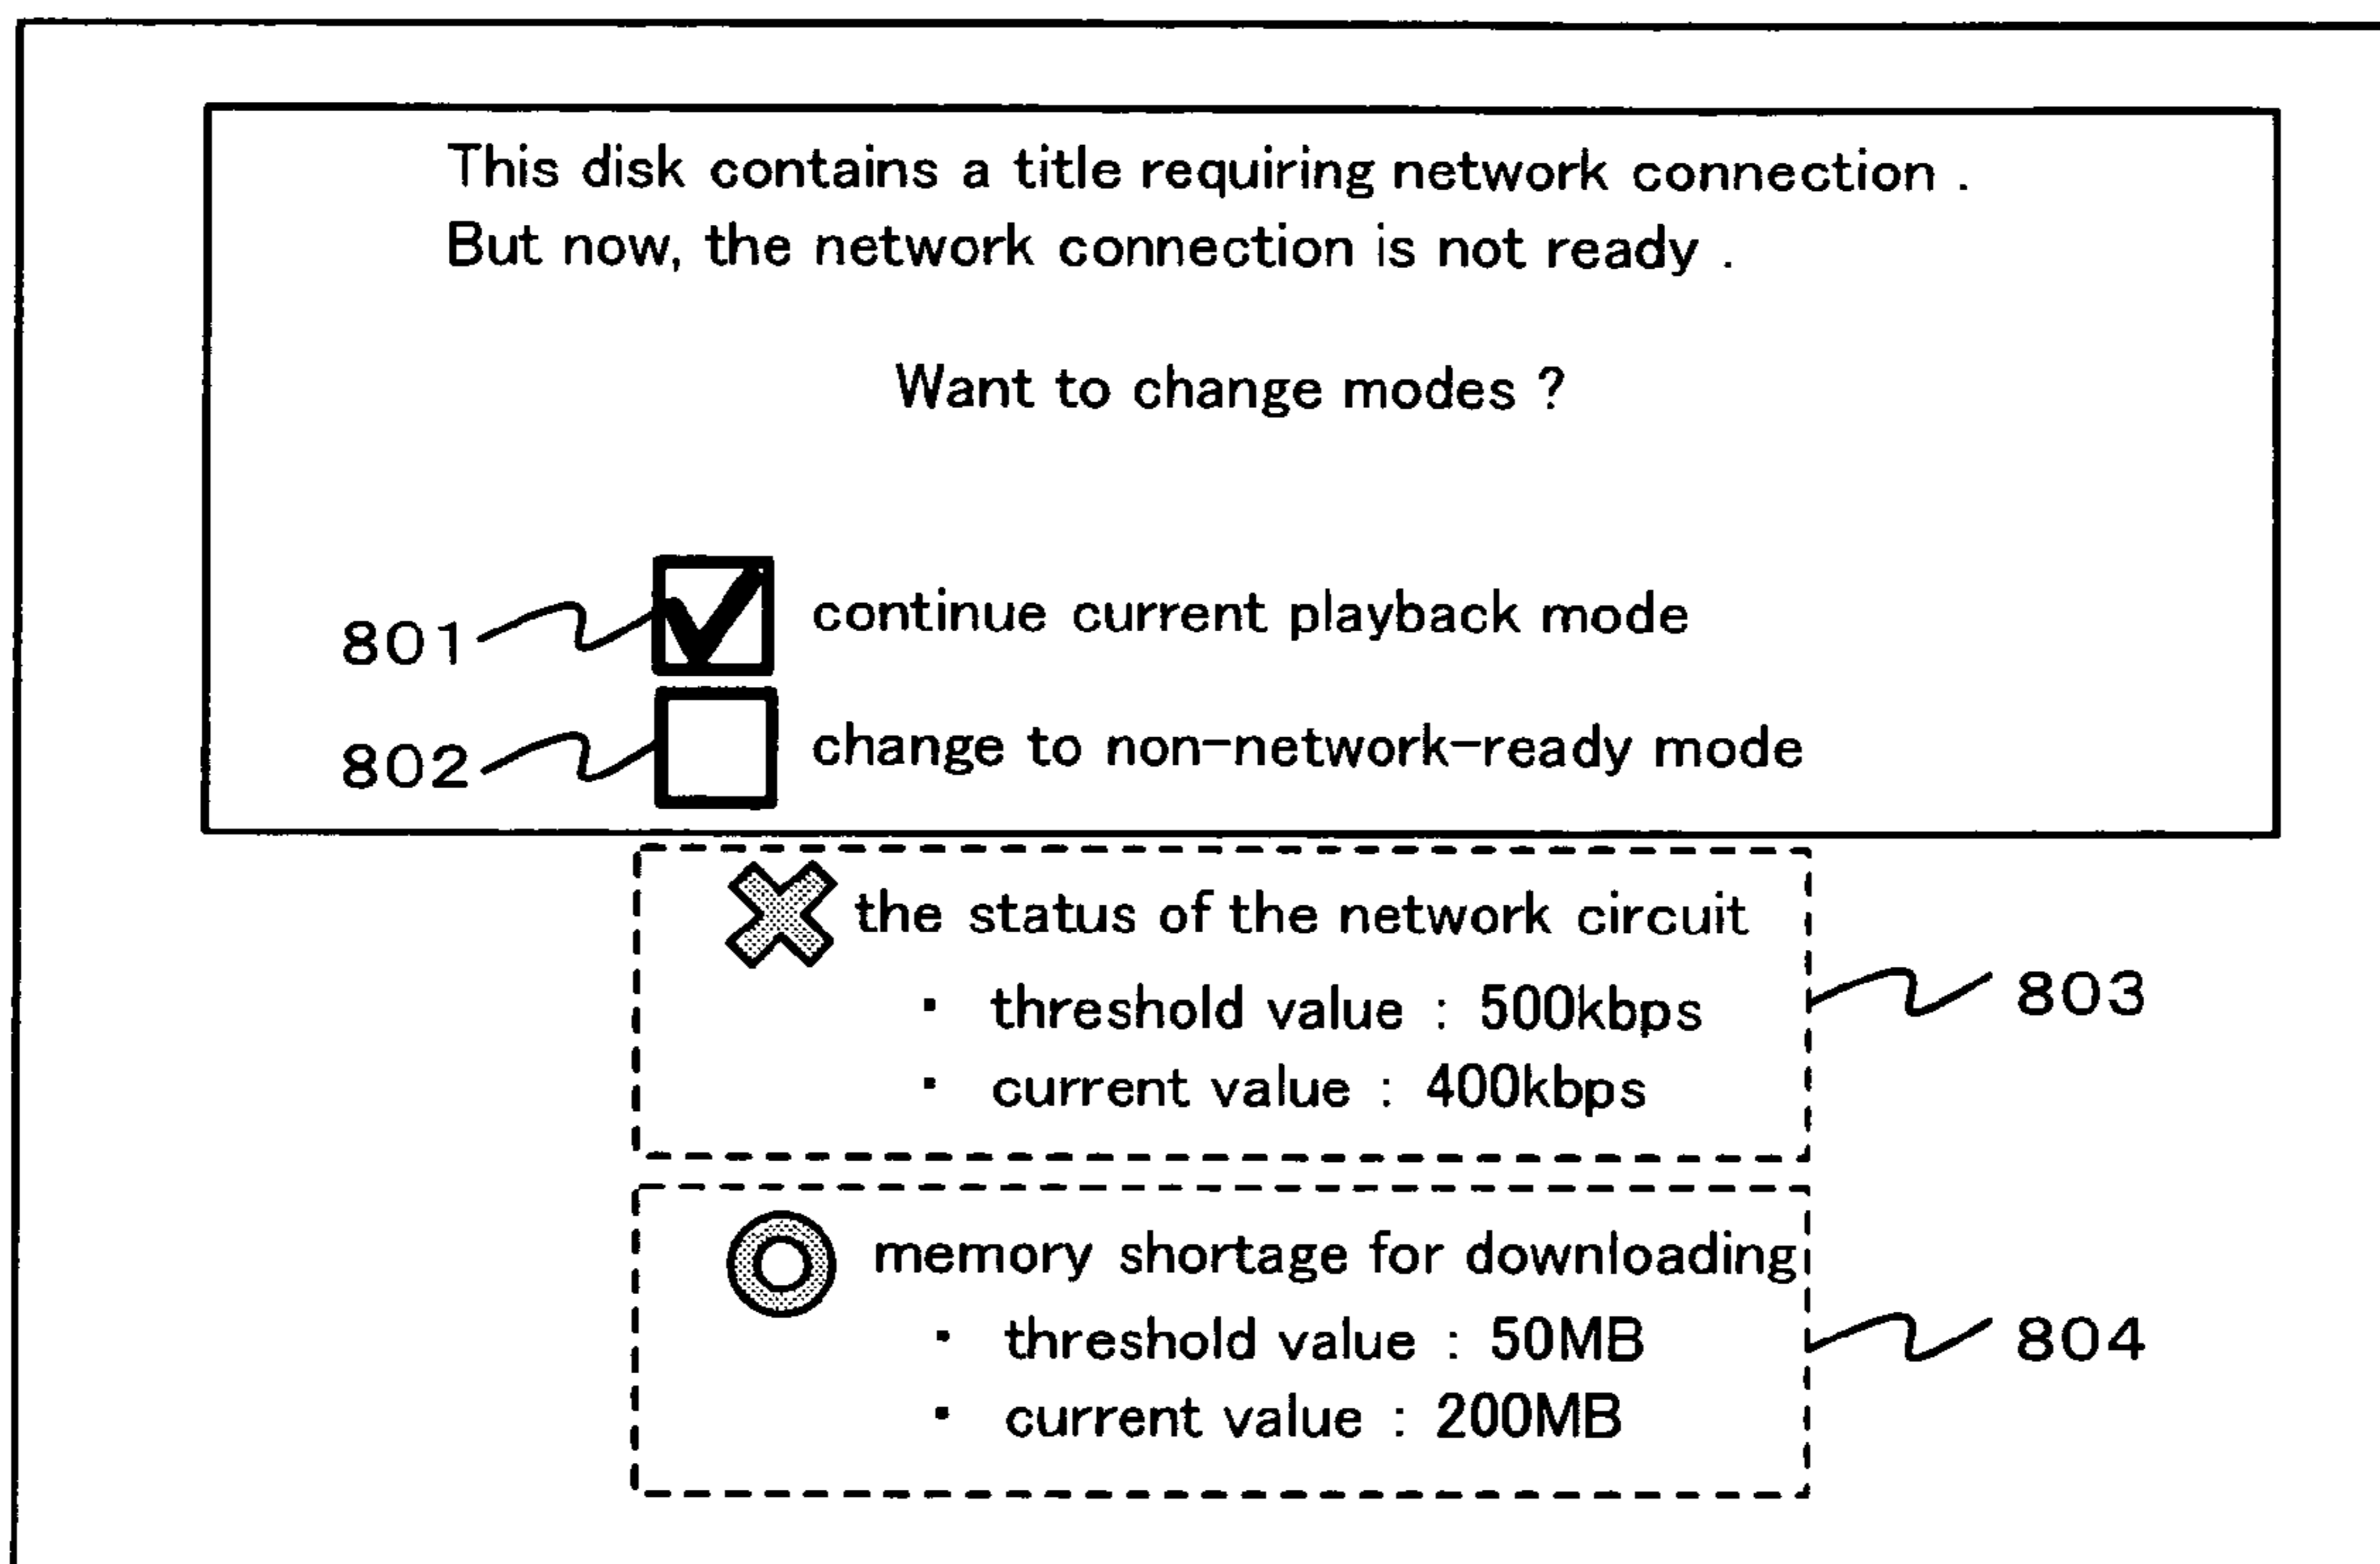 This disk contains a title requiring network connection .
But now, the network connection is not ready .
Want to change modes ?
801 continue current playback mode
802 change to non-network-ready mode
the status of the network circuit
・ threshold value : 500kbps
803
・ current value : 400kbps
memory shortage for downloading
・ threshold value : 50MB
804
・ current value : 200MB